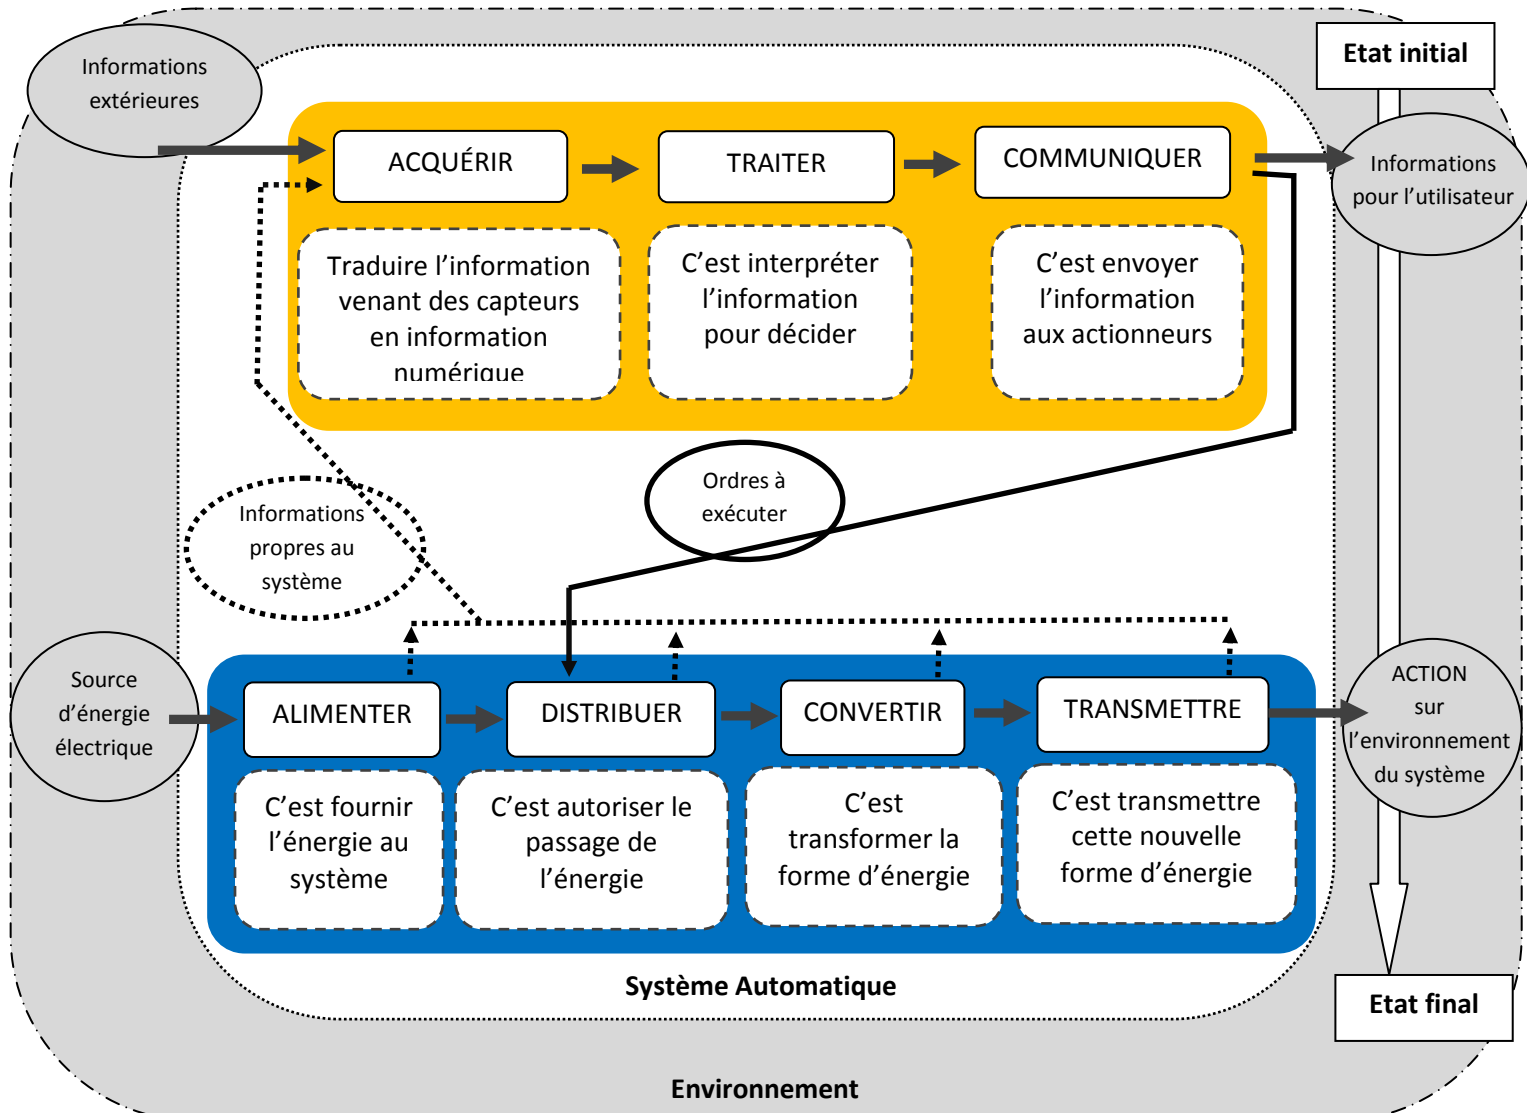 Informations
extérieures
Etat initial
ACQUÉRIR
TRAITER
COMMUNIQUER
Informations
pour l’utilisateur
Traduire l’information
venant des capteurs
en information
numérique
C’est interpréter
l’information
pour décider
C’est envoyer
l’information
aux actionneurs
Informations
propres au
système
Ordres à
exécuter
Source
d’énergie
électrique
ALIMENTER
DISTRIBUER
CONVERTIR
TRANSMETTRE
ACTION
sur
l’environnement
du système
C’est fournir
l’énergie au
système
C’est autoriser le
passage de
l’énergie
C’est
transformer la
forme d’énergie
C’est transmettre
cette nouvelle
forme d’énergie
Système Automatique
Etat final
Environnement